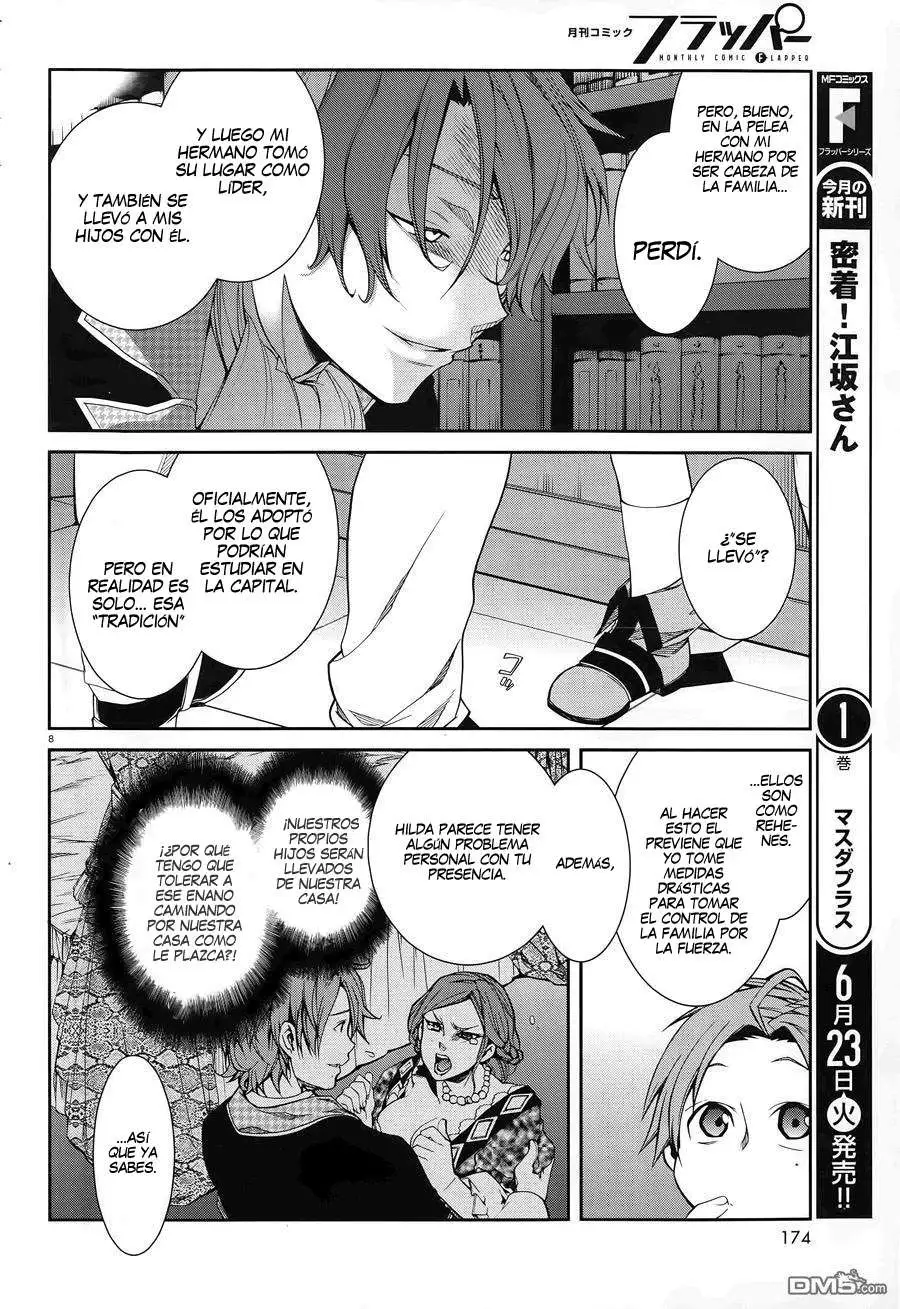 月刊コミック
フラッパー
MONTHLY COMIC FLAPPER
PERO, BUENO,
EN LA PELEA
CON MI
HERMANO POR
SER CABEZA
DE LA FAMILIA...
PERDÍ.
Y LUEGO MI
HERMANO TOMÓ
SU LUGAR COMO
LÍDER,
Y TAMBIÉN SE
LLEVÓ A MIS
HIJOS CON ÉL.
¿"SE
LLEVÓ"?
OFICIALMENTE,
ÉL LOS ADOPTÓ
POR LO QUE
PODRÍAN
ESTUDIAR EN
LA CAPITAL.
PERO EN
REALIDAD ES
SOLO... ESA
"TRADICIÓN"
コツ
8
...ELLOS
SON
COMO
REHE-
NES.
AL HACER
ESTO EL
PREVIENE QUE
YO TOME
MEDIDAS
DRÁSTICAS
PARA TOMAR
EL CONTROL DE
LA FAMILIA POR
LA FUERZA.
ADEMÁS,
HILDA PARECE TENER
ALGÚN PROBLEMA
PERSONAL CON TU
PRESENCIA.
¡NUESTROS
PROPIOS
HIJOS SERÁN
LLEVADOS
DE NUESTRA
CASA!
¡¿POR QUÉ
TENGO QUE
TOLERAR A
ESE ENANO
CAMINANDO
POR NUESTRA
CASA COMO
LE PLAZCA?!
...ASÍ
QUE YA
SABES.
MFコミックス
F
フラッパーシリーズ
今月の
新刊
密着!江坂さん
1
巻
マスダプラス
6月23日(火)発売!!
174
DM5.com